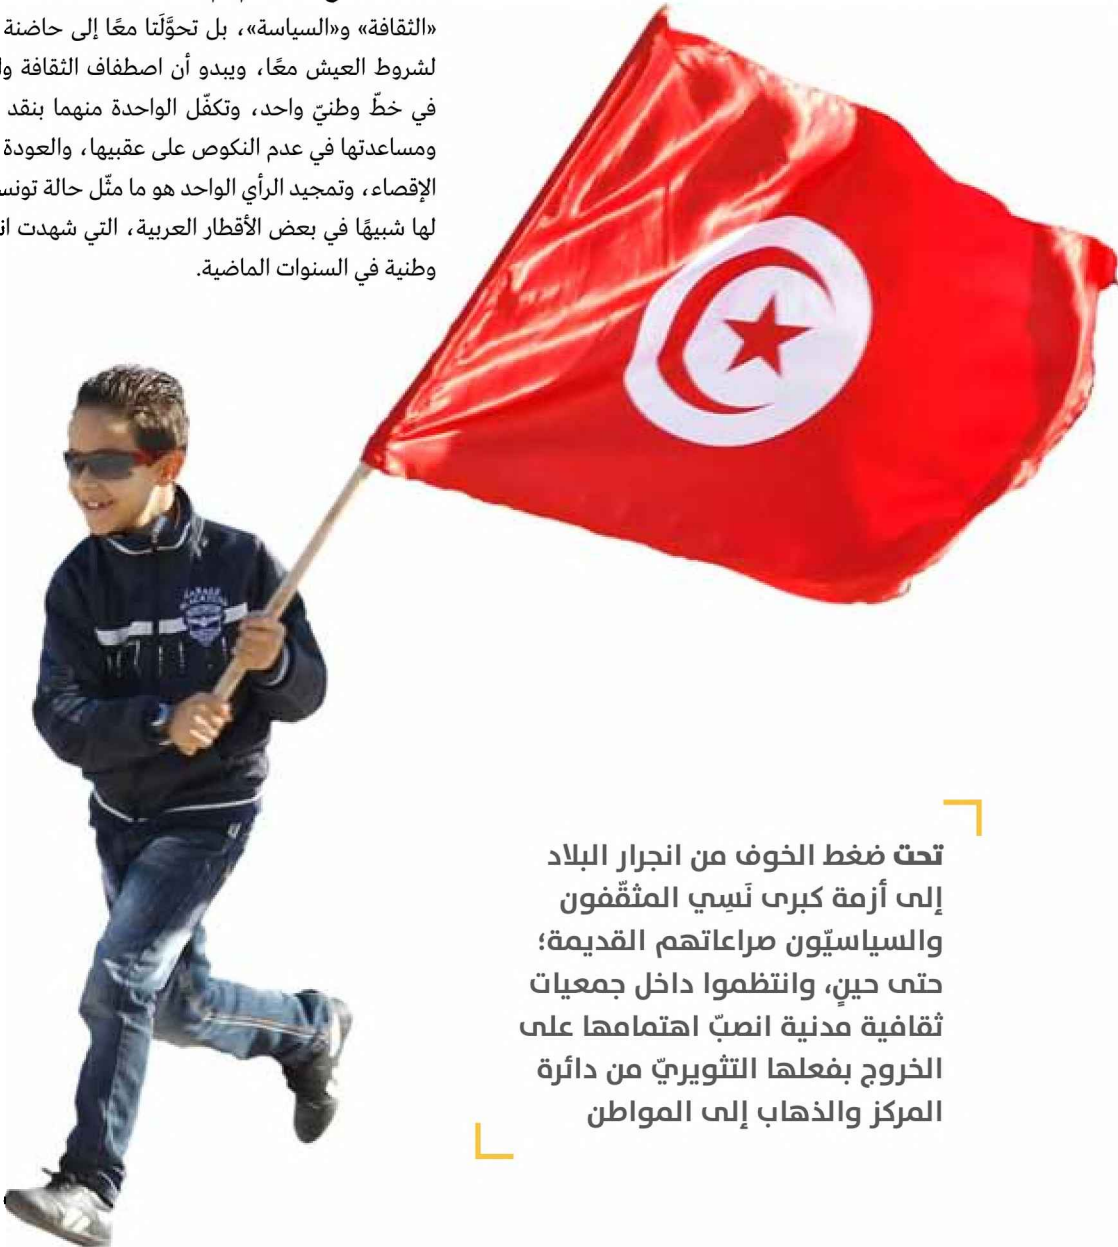 «الثقافة» و«السياسة»، بل تحوَّلَتا معًا إلى حاضنة
لشروط العيش معًا، ويبدو أن اصطفاف الثقافة
في خطّ وطنيّ واحد، وتكفّل الواحدة منهما بنقد
ومساعدتها في عدم النكوص على عقبيها، والعودة
الإقصاء، وتمجيد الرأي الواحد هو ما مثّل حالة تونس
لها شبيهًا في بعض الأقطار العربية، التي شهدت
وطنية في السنوات الماضية.
تحت ضغط الخوف من انجرار البلاد
إلى أزمة كبرى نَسِي المثقّفون
والسياسيّون صراعاتهم القديمة؛
حتى حينٍ، وانتظموا داخل جمعيات
ثقافية مدنية انصبّ اهتمامها على
الخروج بفعلها التثويريّ من دائرة
المركز والذهاب إلى المواطن